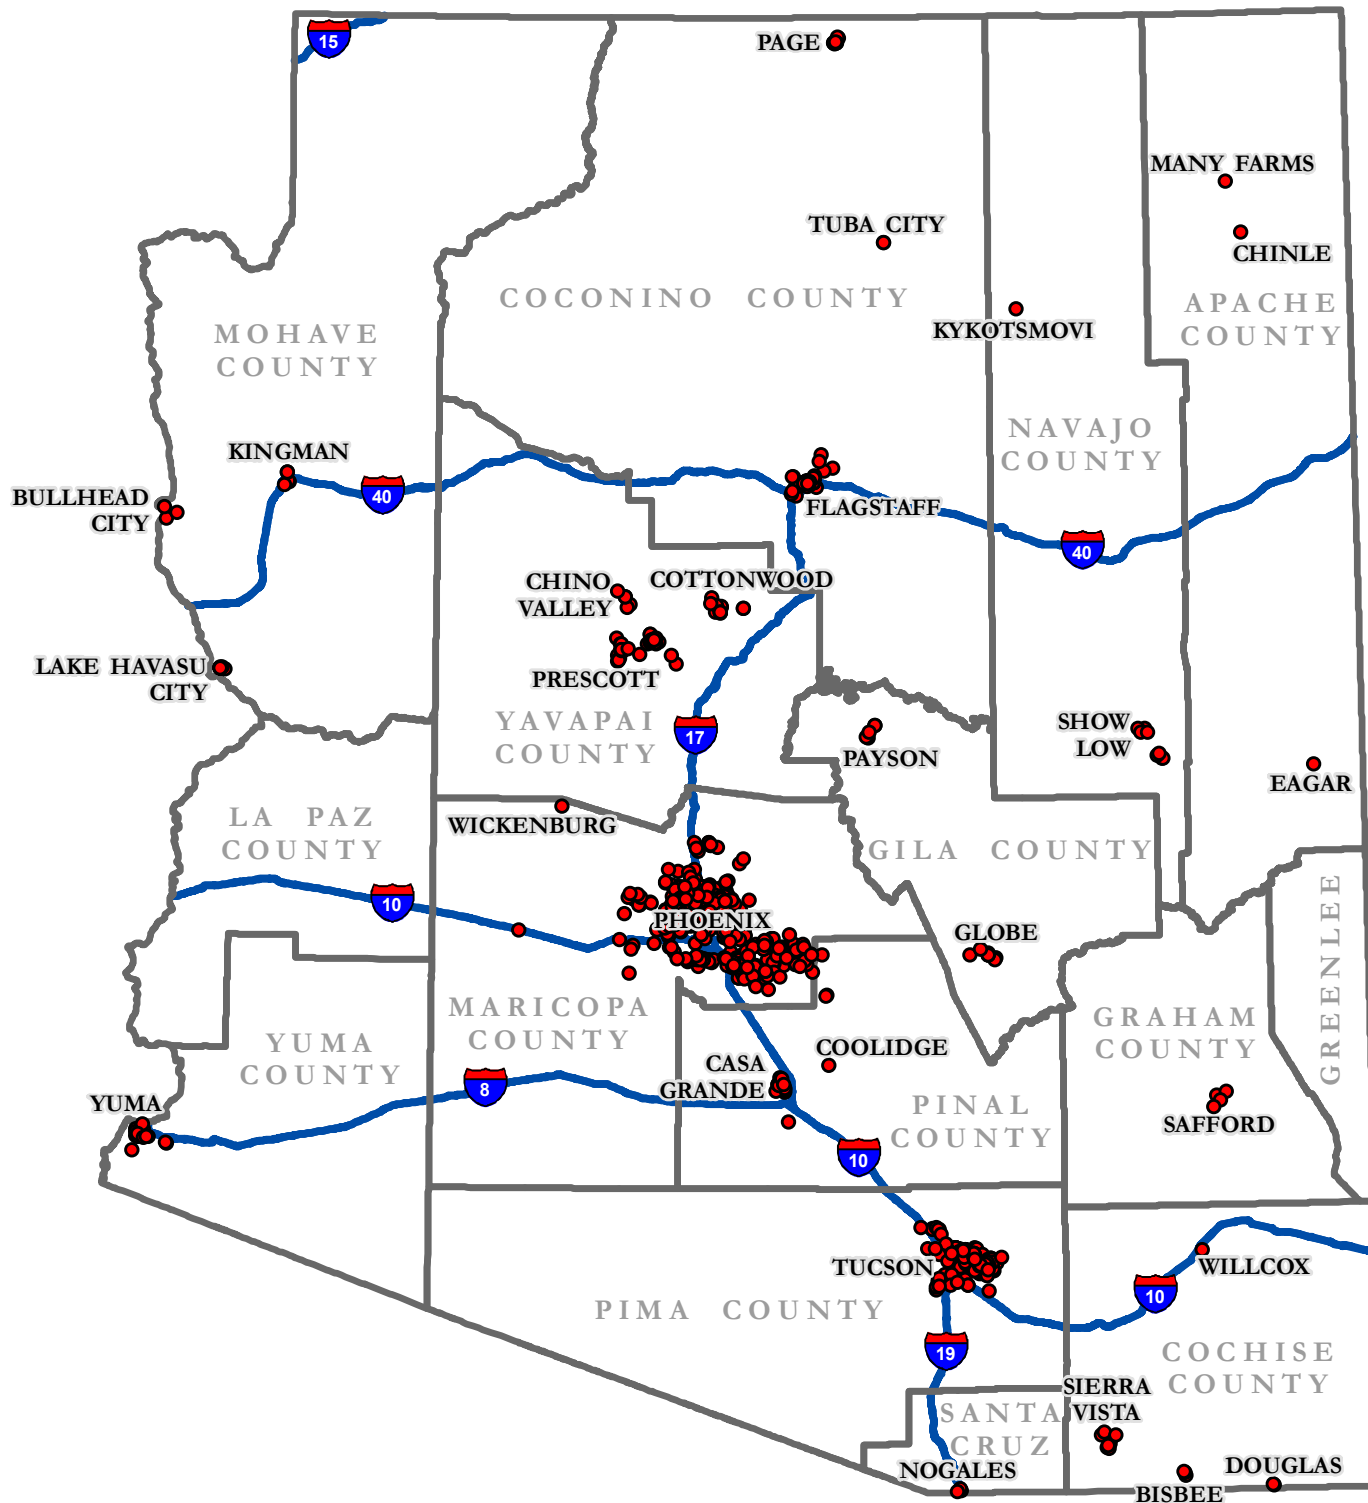 15
PAGE
MANY FARMS
TUBA CITY
CHINLE
COCONINO COUNTY
APACHE
COUNTY
KYKOTSMOVI
MOHAVE
COUNTY
NAVAJO
COUNTY
KINGMAN
40
BULLHEAD
CITY
FLAGSTAFF
40
CHINO
VALLEY
COTTONWOOD
LAKE HAVASU
CITY
PRESCOTT
YAVAPAI
COUNTY
17
PAYSON
SHOW
LOW
EAGAR
WICKENBURG
LA PAZ
COUNTY
GILA COUNTY
10
PHOENIX
GLOBE
GREENLEE
MARICOPA
COUNTY
GRAHAM
COUNTY
YUMA
COUNTY
COOLIDGE
CASA
GRANDE
8
YUMA
PINAL
COUNTY
SAFFORD
10
TUCSON
WILLCOX
10
PIMA COUNTY
19
COCHISE
COUNTY
SIERRA
VISTA
SANTA
CRUZ
NOGALES
BISBEE
DOUGLAS